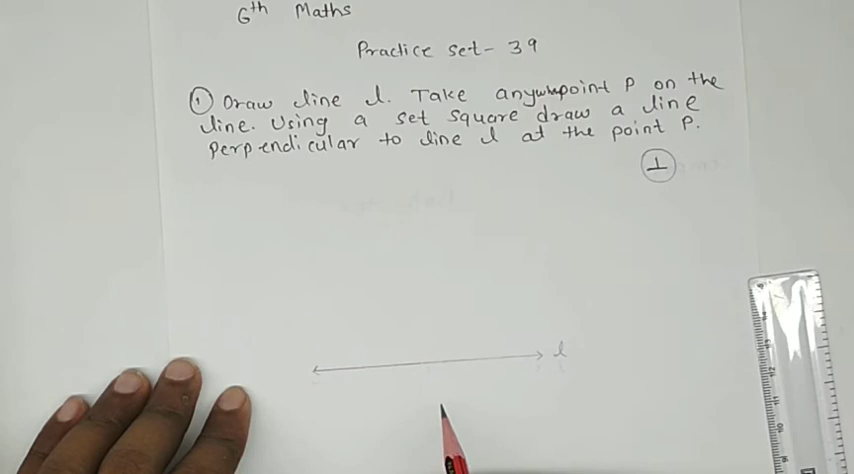 6th Maths
Practice set - 39
① Draw line l. Take any point P on the
line. Using a set square draw a line
perpendicular to line l at the point P.
⊥
l